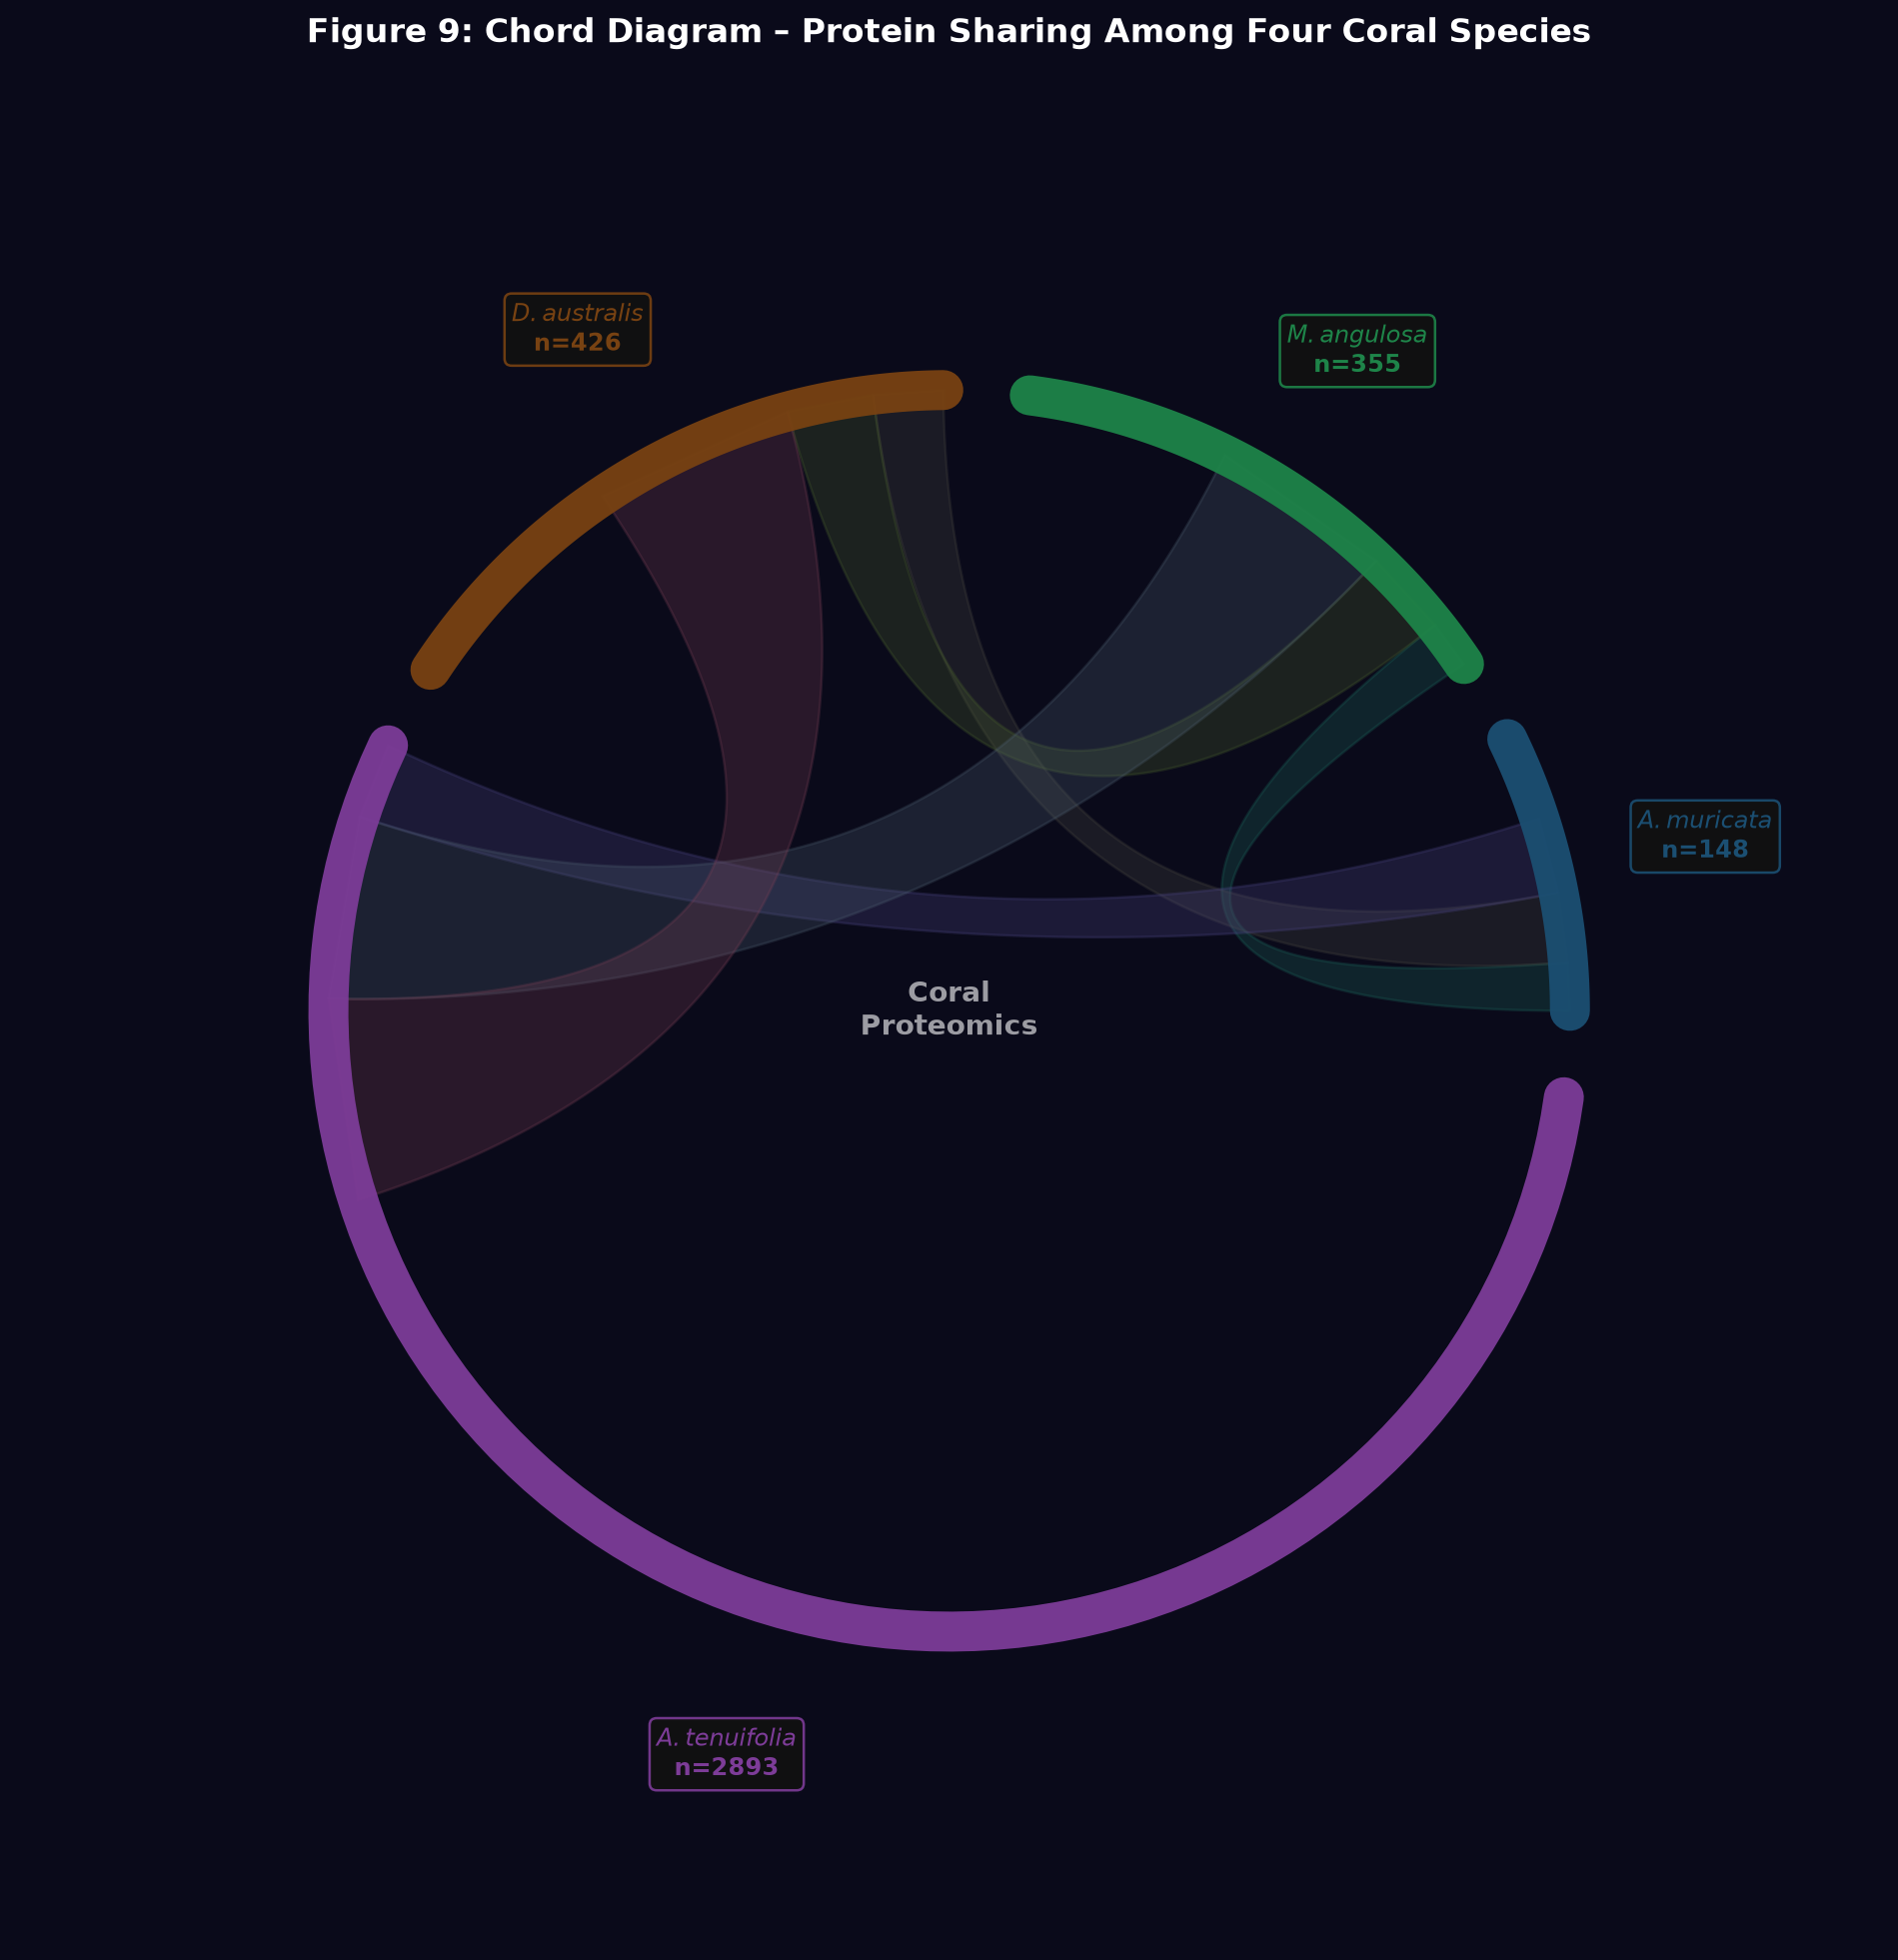 Figure 9: Chord Diagram – Protein Sharing Among Four Coral Species
D. australis
n=426
M. angulosa
n=355
A. muricata
n=148
Coral
Proteomics
A. tenuifolia
n=2893